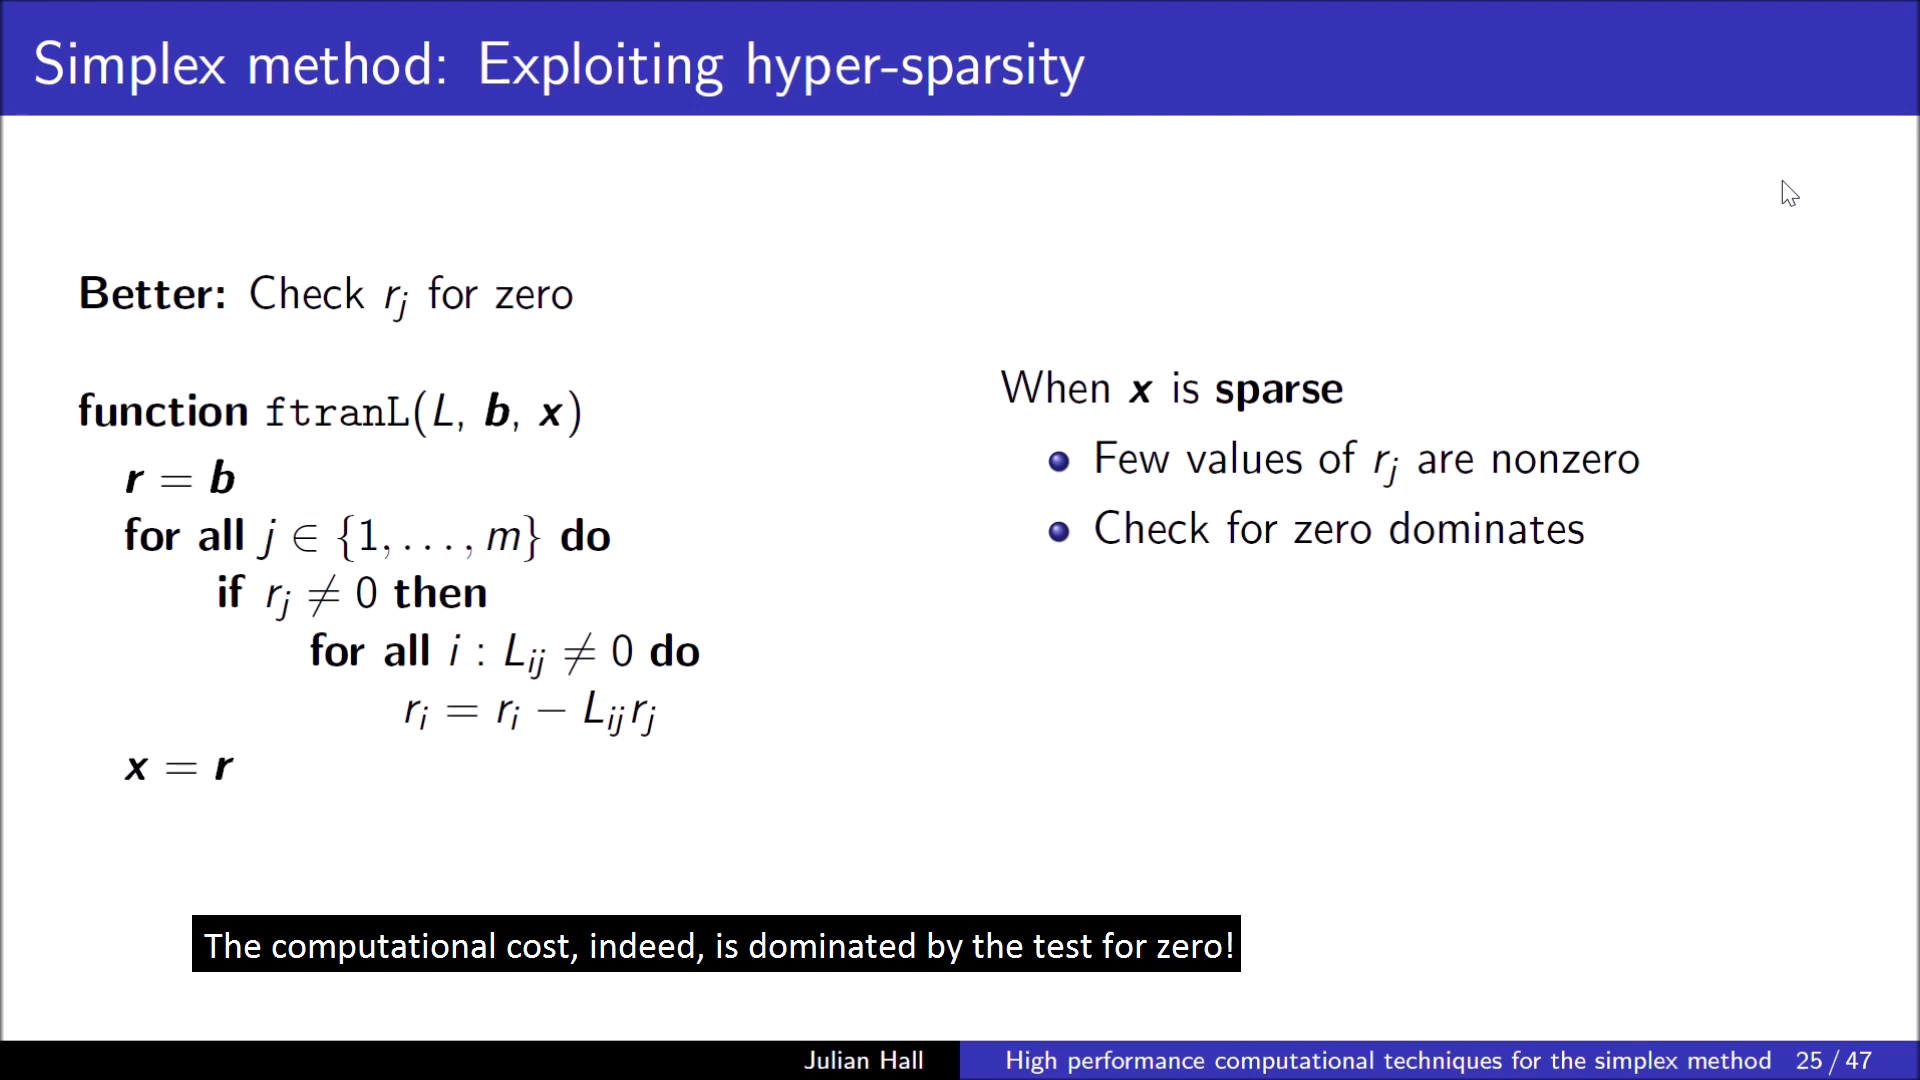 Simplex method: Exploiting hyper-sparsity
Better: Check r_j for zero
function ftranL(L, b, x)
r = b
for all j ∈ {1, . . . , m} do
if r_j ≠ 0 then
for all i : L_ij ≠ 0 do
r_i = r_i − L_ij r_j
x = r
When x is sparse
Few values of r_j are nonzero
Check for zero dominates
The computational cost, indeed, is dominated by the test for zero!
Julian Hall
High performance computational techniques for the simplex method 25 / 47